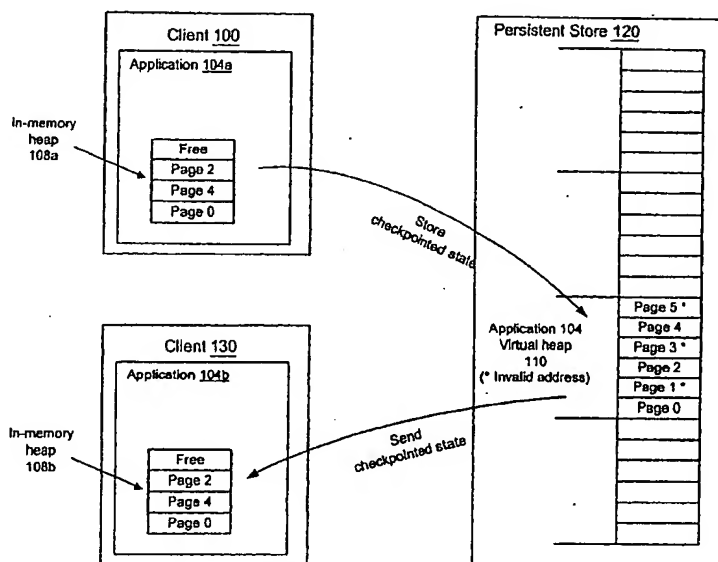 Client 100
Application 104a
In-memory
heap
108a
Free
Page 2
Page 4
Page 0
Store
checkpointed state
Persistent Store 120
Page 5 *
Page 4
Page 3 *
Page 2
Page 1 *
Page 0
Application 104
Virtual heap
110
(* Invalid address)
Send
checkpointed state
Client 130
Application 104b
In-memory
heap
108b
Free
Page 2
Page 4
Page 0